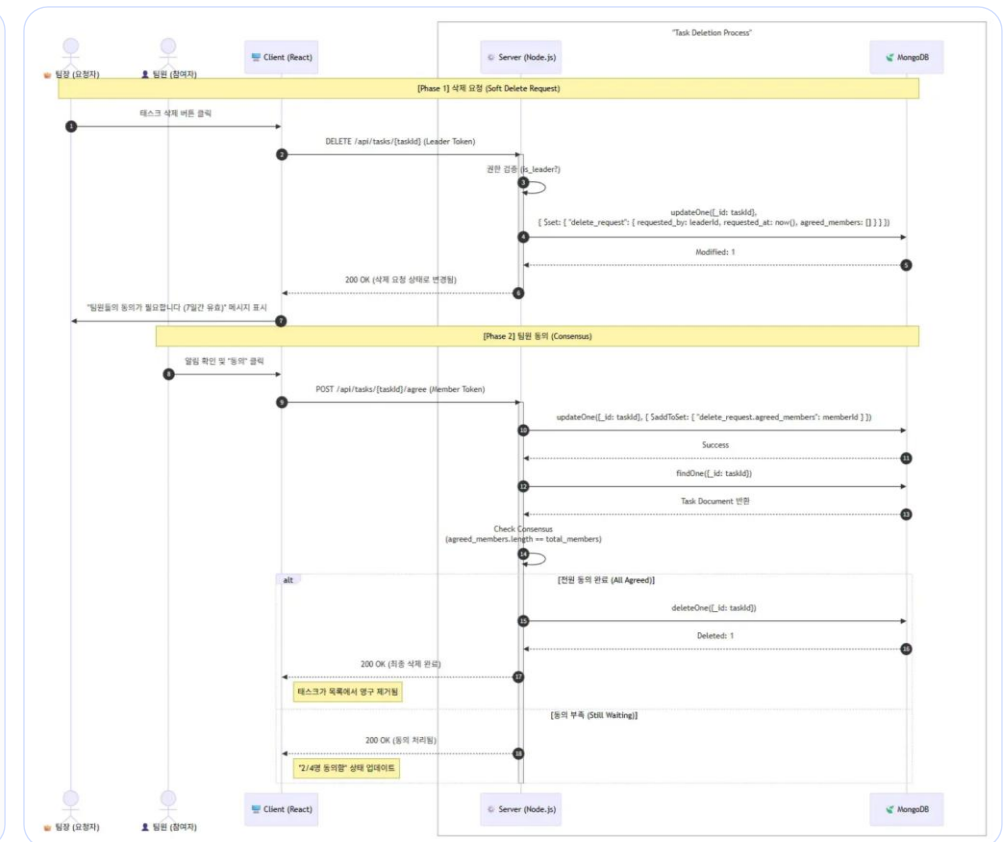 "Task Deletion Process"
팀장 (요청자)
팀원 (참여자)
Client (React)
Server (Node.js)
MongoDB
[Phase 1] 삭제 요청 (Soft Delete Request)
태스크 삭제 버튼 클릭
1
DELETE /api/tasks/[taskId] (Leader Token)
2
권한 검증 (is_leader?)
3
updateOne([_id: taskId],
{ $set: { "delete_request": { requested_by: leaderId, requested_at: now(), agreed_members: [] } } })
4
Modified: 1
5
200 OK (삭제 요청 상태로 변경됨)
6
"팀원들의 동의가 필요합니다 (7일간 유효)" 메시지 표시
7
[Phase 2] 팀원 동의 (Consensus)
알림 확인 및 "동의" 클릭
8
POST /api/tasks/[taskId]/agree (Member Token)
9
updateOne([_id: taskId], { $addToSet: { "delete_request.agreed_members": memberId ] ])
10
Success
11
findOne([_id: taskId])
12
Task Document 반환
13
Check Consensus
(agreed_members.length == total_members)
14
alt
[전원 동의 완료 (All Agreed)]
deleteOne([_id: taskId])
15
Deleted: 1
16
200 OK (최종 삭제 완료)
17
태스크가 목록에서 영구 제거됨
[동의 부족 (Still Waiting)]
200 OK (동의 처리됨)
18
"2/4명 동의함" 상태 업데이트
팀장 (요청자)
팀원 (참여자)
Client (React)
Server (Node.js)
MongoDB